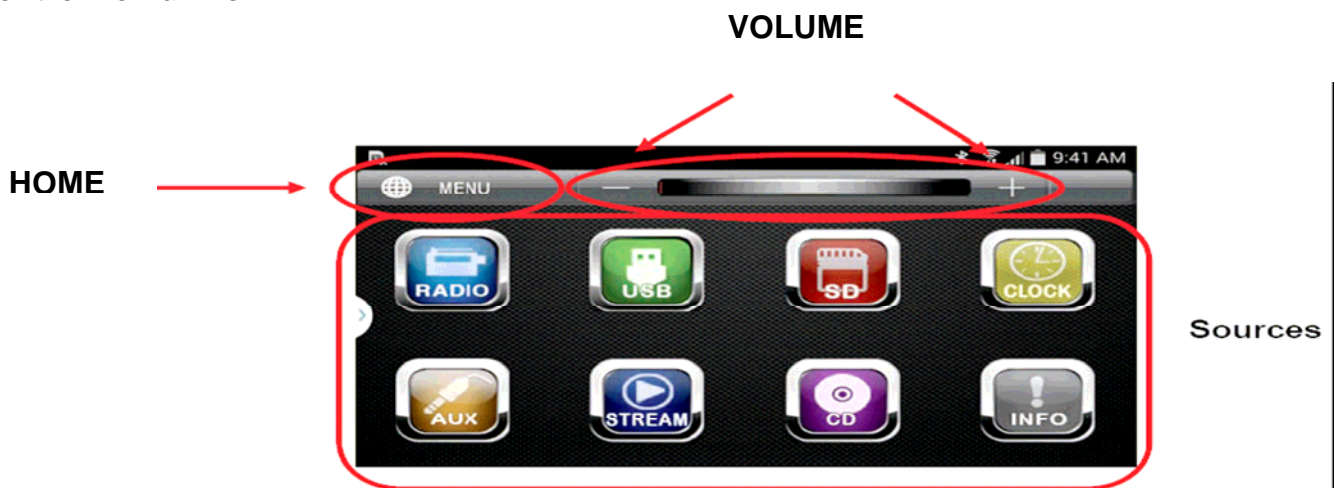 VOLUME
HOME
9:41 AM
MENU
RADIO USB SD CLOCK
Sources
AUX STREAM CD INFO